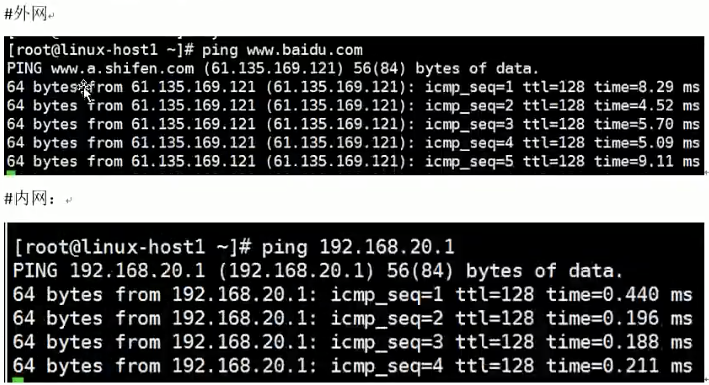 #外网
[root@linux-host1 ~]# ping www.baidu.com
PING www.a.shifen.com (61.135.169.121) 56(84) bytes of data.
64 bytes from 61.135.169.121 (61.135.169.121): icmp_seq=1 ttl=128 time=8.29 ms
64 bytes from 61.135.169.121 (61.135.169.121): icmp_seq=2 ttl=128 time=4.52 ms
64 bytes from 61.135.169.121 (61.135.169.121): icmp_seq=3 ttl=128 time=5.70 ms
64 bytes from 61.135.169.121 (61.135.169.121): icmp_seq=4 ttl=128 time=5.09 ms
64 bytes from 61.135.169.121 (61.135.169.121): icmp_seq=5 ttl=128 time=9.11 ms
#内网：
[root@linux-host1 ~]# ping 192.168.20.1
PING 192.168.20.1 (192.168.20.1) 56(84) bytes of data.
64 bytes from 192.168.20.1: icmp_seq=1 ttl=128 time=0.440 ms
64 bytes from 192.168.20.1: icmp_seq=2 ttl=128 time=0.196 ms
64 bytes from 192.168.20.1: icmp_seq=3 ttl=128 time=0.188 ms
64 bytes from 192.168.20.1: icmp_seq=4 ttl=128 time=0.211 ms